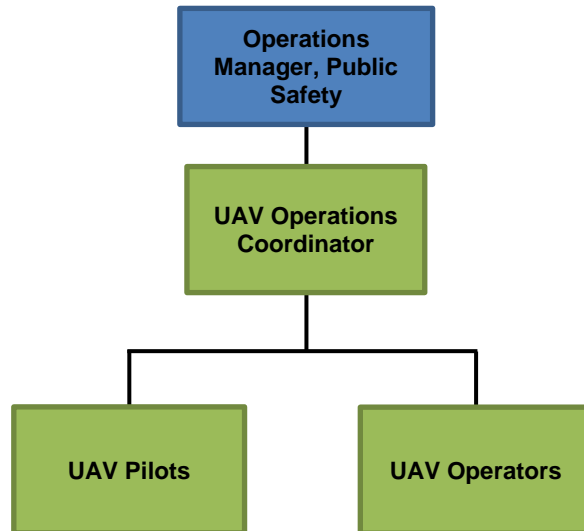 Operations
Manager, Public
Safety
UAV Operations
Coordinator
UAV Pilots
UAV Operators